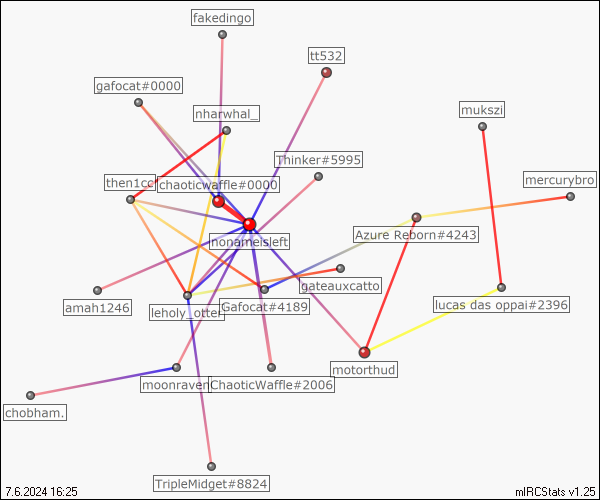 fakedingo
tt532
gafocat#0000
nharwhal_
mukszi
Thinker#5995
then1cc
chaoticwaffle#0000
mercurybro
Azure Reborn#4243
nonameisleft
gateauxcatto
amah1246
leholy_otter
Gafocat#4189
lucas das oppai#2396
motorthud
moonraven
ChaoticWaffle#2006
chobham.
TripleMidget#8824
7.6.2024 16:25
mIRCStats v1.25